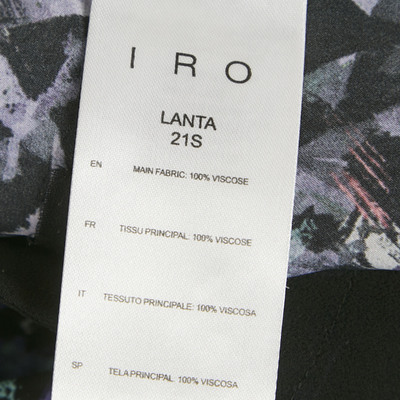 IRO
LANTA
21S
EN MAIN FABRIC: 100% VISCOSE
FR TISSU PRINCIPAL: 100% VISCOSE
IT TESSUTO PRINCIPALE: 100% VISCOSA
SP TELA PRINCIPAL: 100% VISCOSA